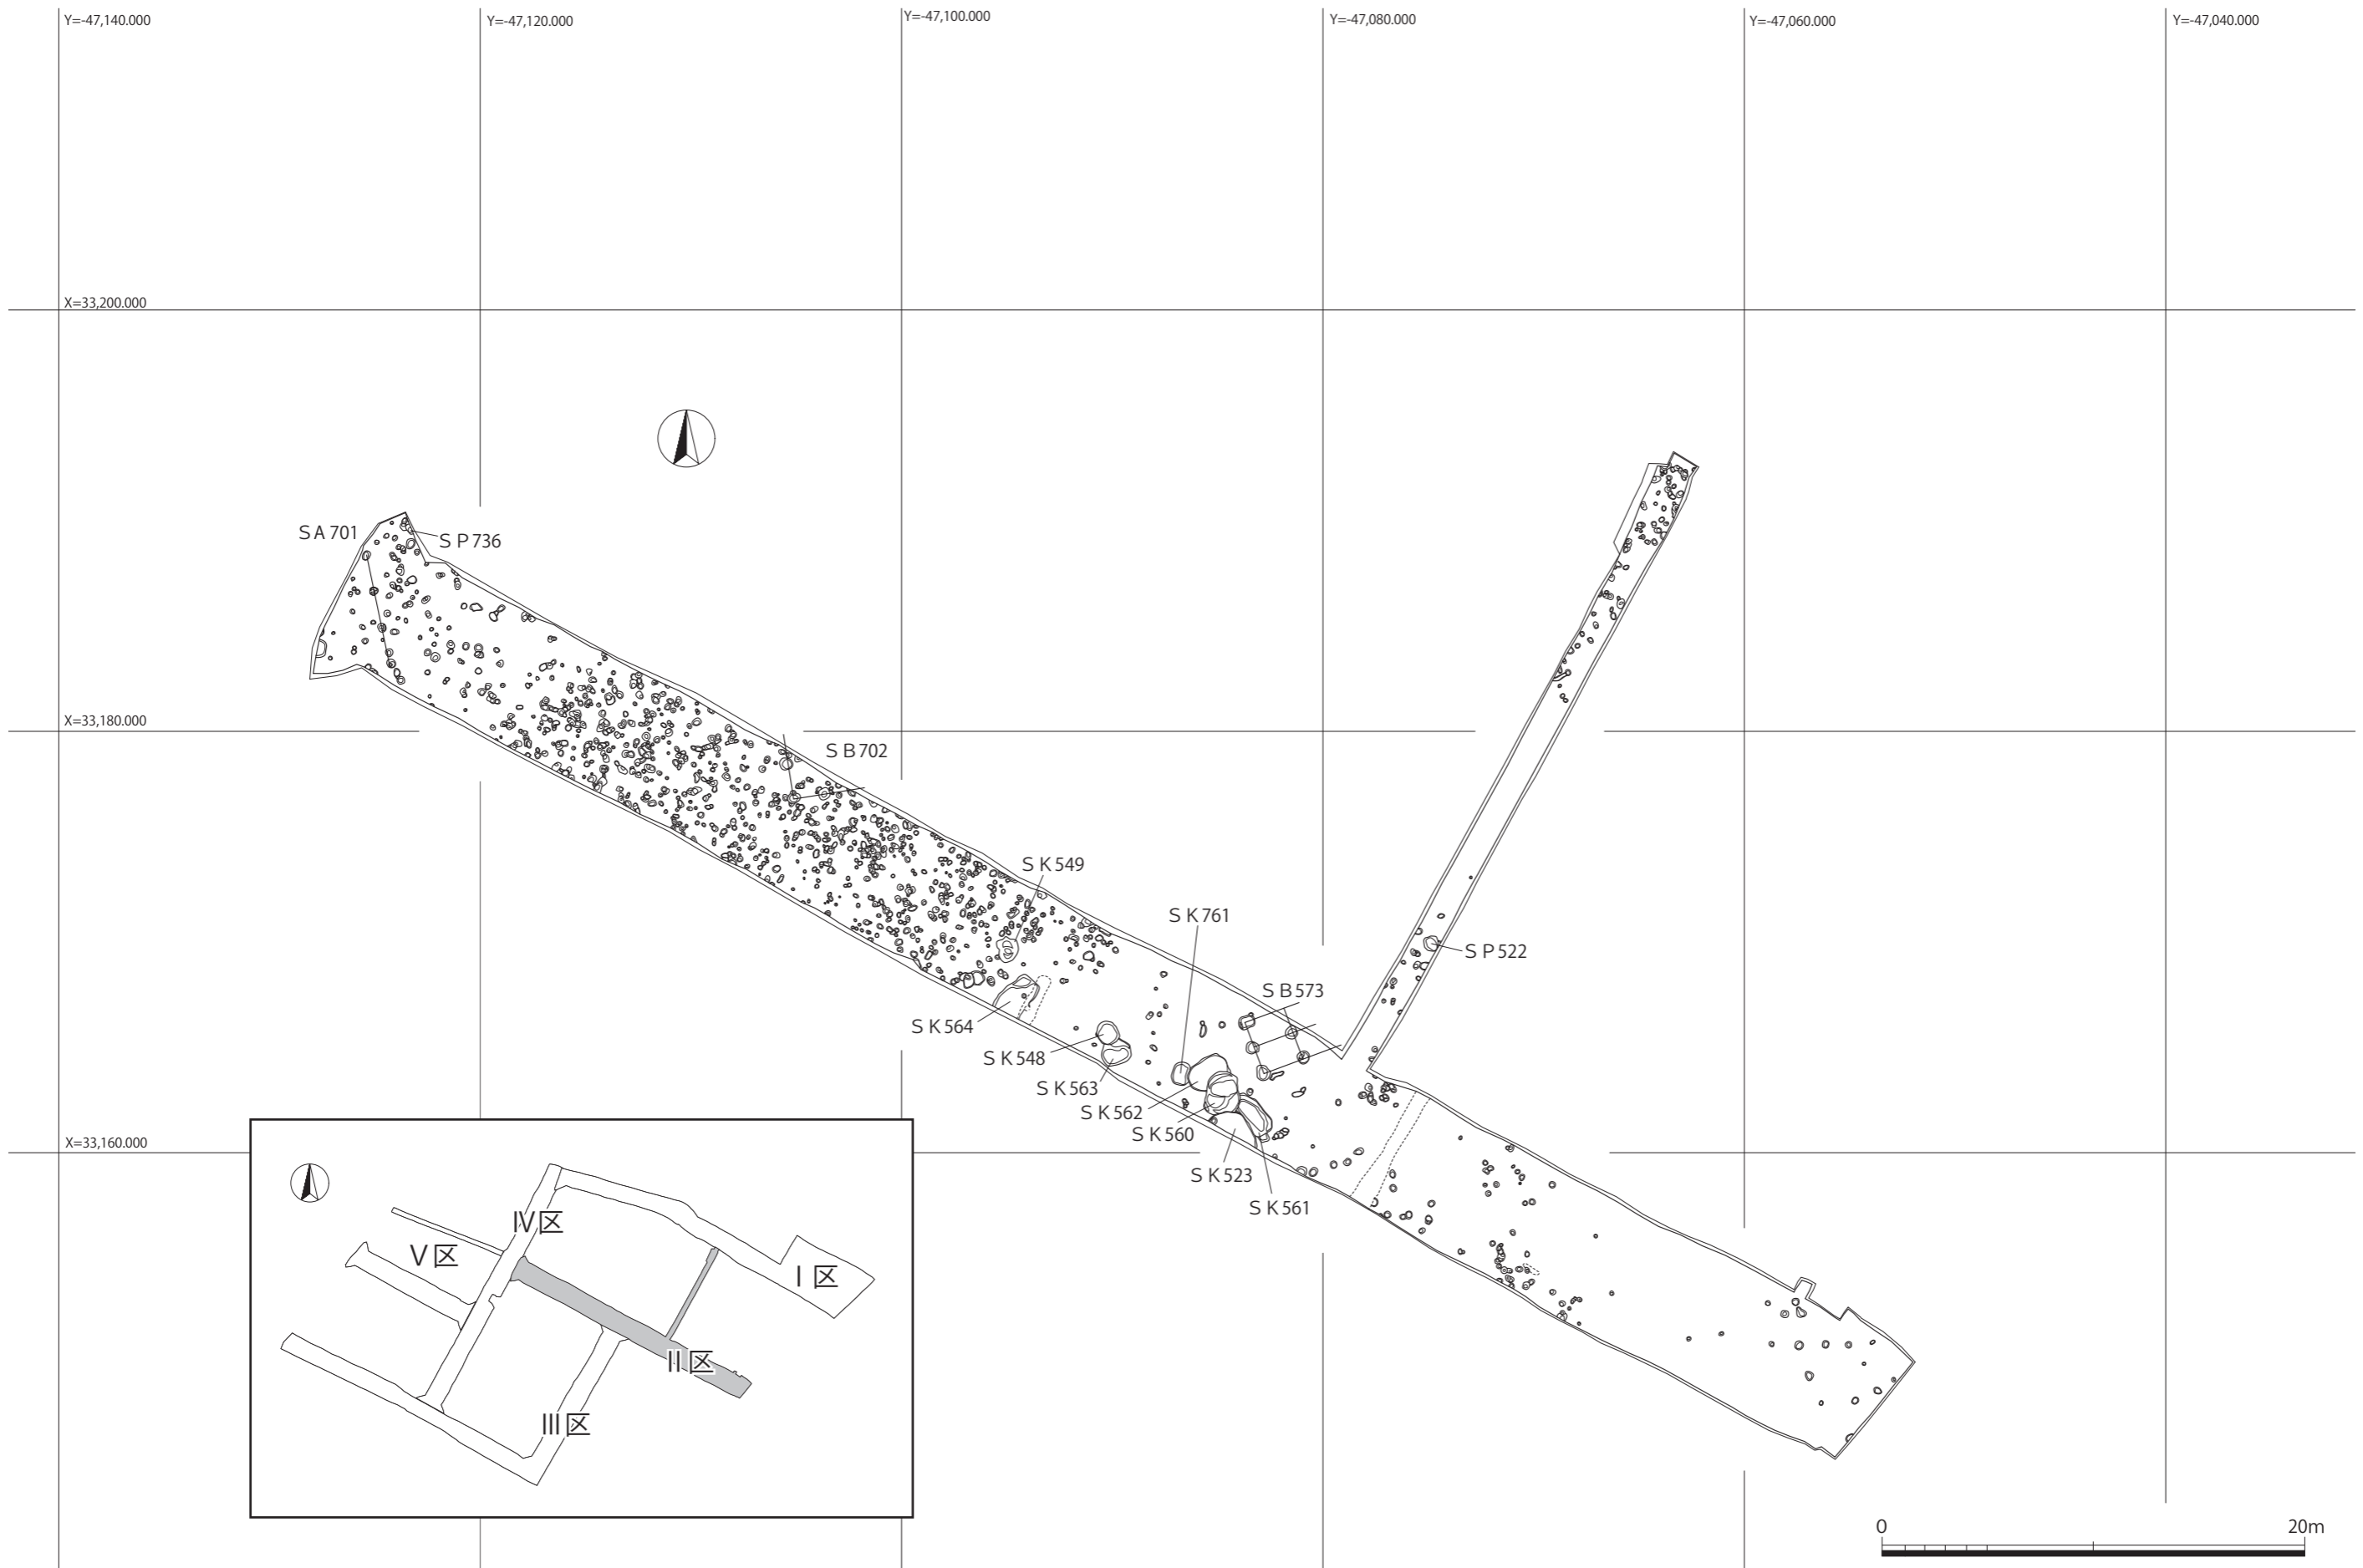 Y=-47,140.000
Y=-47,120.000
Y=-47,100.000
Y=-47,080.000
Y=-47,060.000
Y=-47,040.000
X=33,200.000
SA701
SP736
X=33,180.000
SB702
SK549
SK761
SP522
SB573
SK564
SK548
SK563
SK562
SK560
SK523
SK561
X=33,160.000
Ⅳ区
Ⅴ区
Ⅰ区
Ⅱ区
Ⅲ区
0 20m